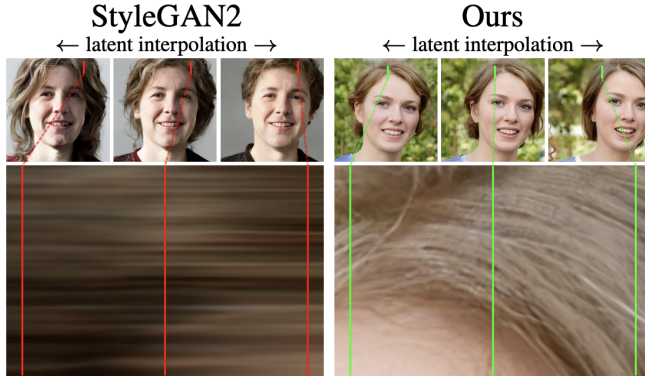 StyleGAN2
← latent interpolation →
Ours
← latent interpolation →